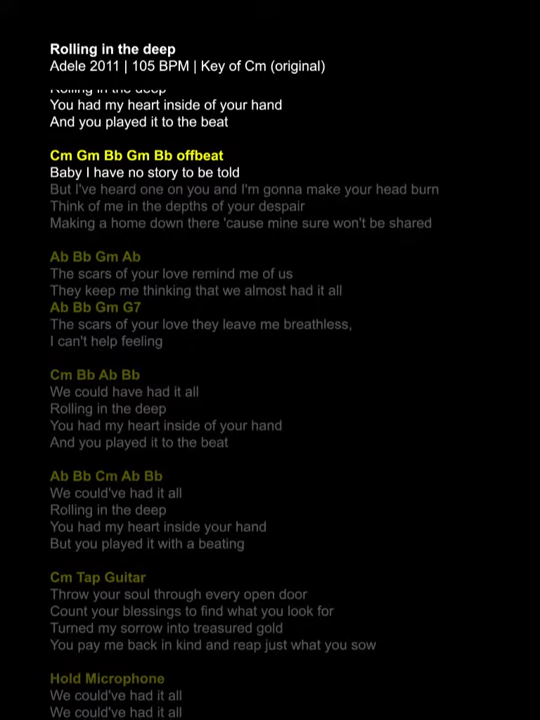 Rolling in the deep
Adele 2011 | 105 BPM | Key of Cm (original)
Rolling in the deep
You had my heart inside of your hand
And you played it to the beat
Cm Gm Bb Gm Bb offbeat
Baby I have no story to be told
But I've heard one on you and I'm gonna make your head burn
Think of me in the depths of your despair
Making a home down there 'cause mine sure won't be shared
Ab Bb Gm Ab
The scars of your love remind me of us
They keep me thinking that we almost had it all
Ab Bb Gm G7
The scars of your love they leave me breathless,
I can't help feeling
Cm Bb Ab Bb
We could have had it all
Rolling in the deep
You had my heart inside of your hand
And you played it to the beat
Ab Bb Cm Ab Bb
We could've had it all
Rolling in the deep
You had my heart inside your hand
But you played it with a beating
Cm Tap Guitar
Throw your soul through every open door
Count your blessings to find what you look for
Turned my sorrow into treasured gold
You pay me back in kind and reap just what you sow
Hold Microphone
We could've had it all
We could've had it all